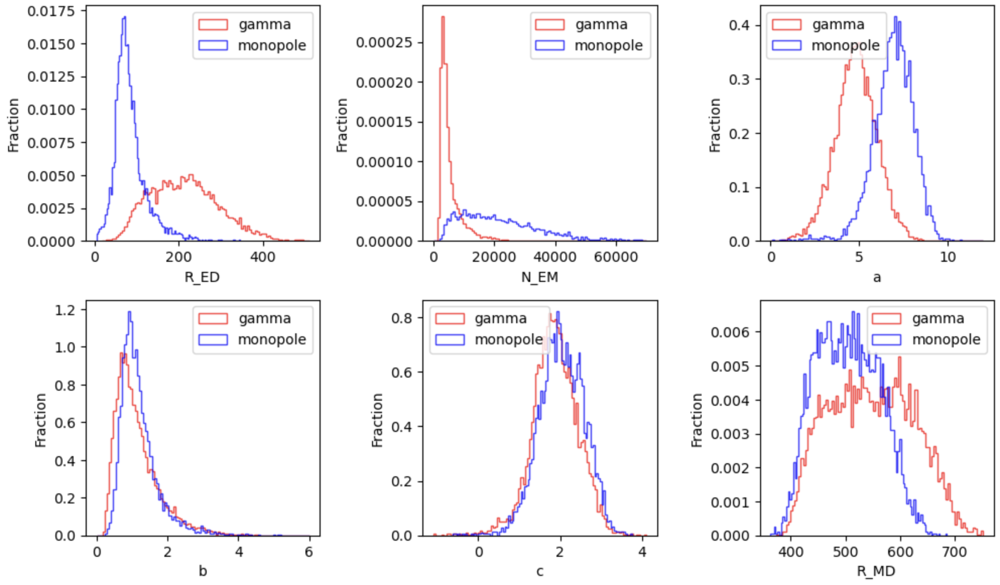 gamma
monopole
0.0175
0.0150
0.0125
0.0100
0.0075
0.0050
0.0025
0.0000
Fraction
0 200 400
R_ED
gamma
monopole
0.00025
0.00020
0.00015
0.00010
0.00005
0.00000
Fraction
0 20000 40000 60000
N_EM
gamma
monopole
0.4
0.3
0.2
0.1
0.0
Fraction
0 5 10
a
gamma
monopole
1.2
1.0
0.8
0.6
0.4
0.2
0.0
Fraction
0 2 4 6
b
gamma
monopole
0.8
0.6
0.4
0.2
0.0
Fraction
0 2 4
c
gamma
monopole
0.006
0.005
0.004
0.003
0.002
0.001
0.000
Fraction
400 500 600 700
R_MD